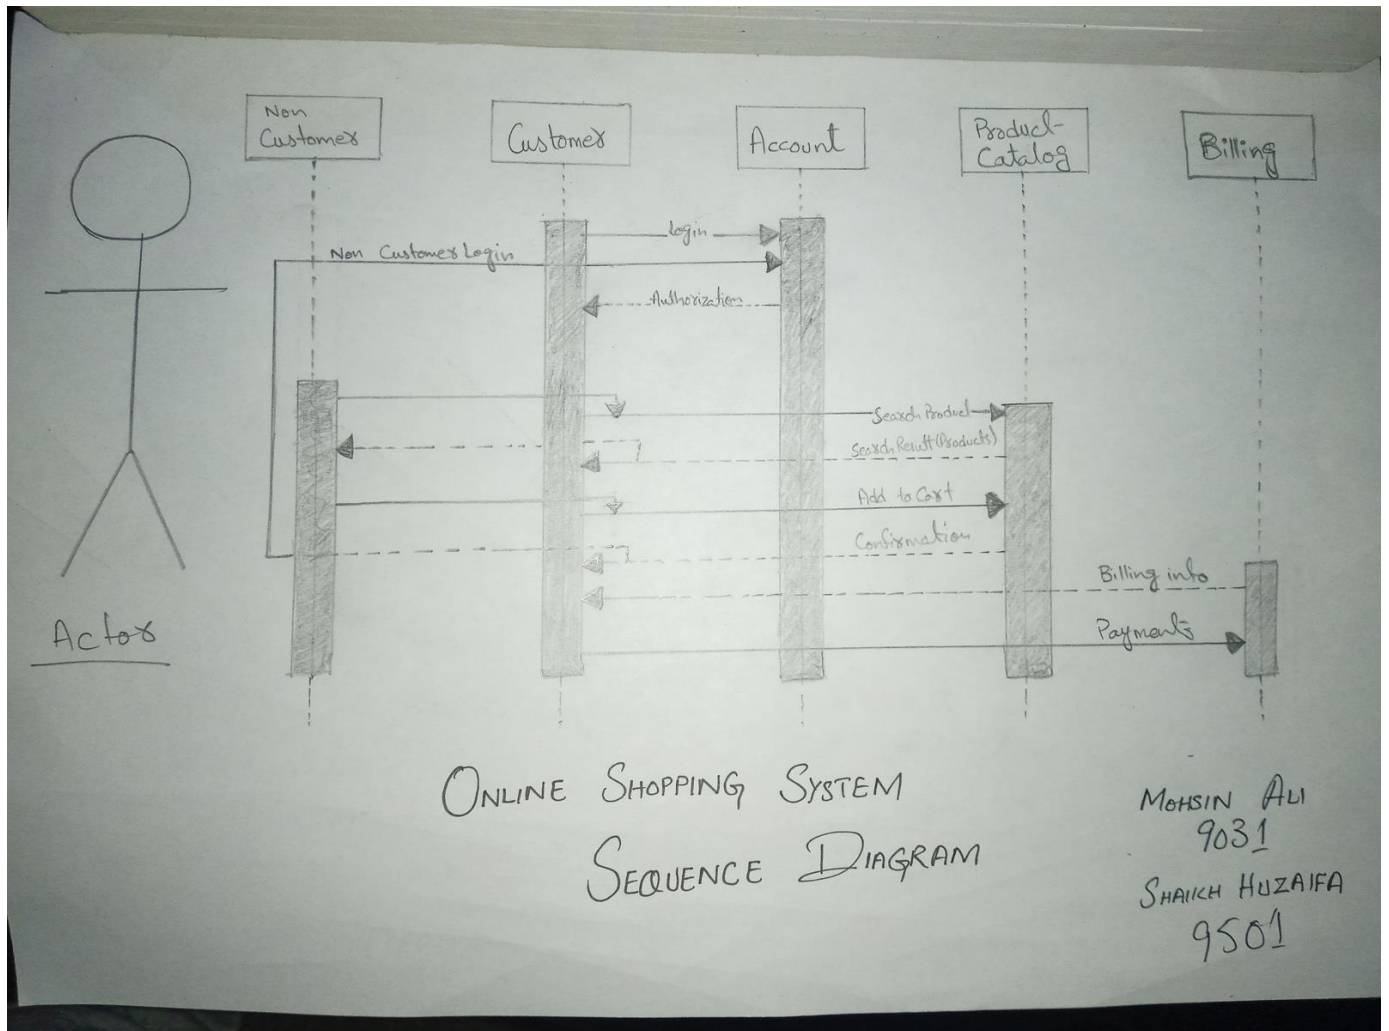 Non
Customer
Customer
Account
Product-
Catalog
Billing
Login
Non Customer Login
Authorization
Search Product
Search Result (Products)
Add to Cart
Confirmation
Billing info
Payments
Actor
ONLINE SHOPPING SYSTEM
SEQUENCE DIAGRAM
MOHSIN ALI
9031
SHAIKH HUZAIFA
9501